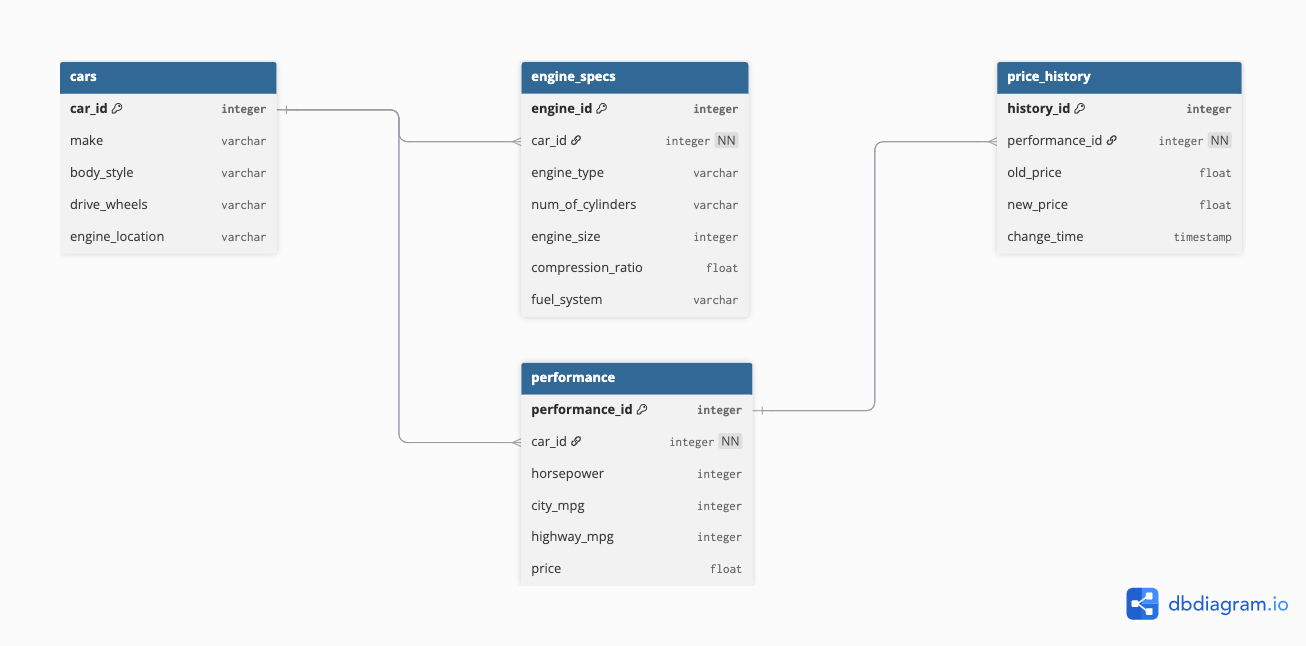 cars
car_id integer
make varchar
body_style varchar
drive_wheels varchar
engine_location varchar
engine_specs
engine_id integer
car_id integer NN
engine_type varchar
num_of_cylinders varchar
engine_size integer
compression_ratio float
fuel_system varchar
price_history
history_id integer
performance_id integer NN
old_price float
new_price float
change_time timestamp
performance
performance_id integer
car_id integer NN
horsepower integer
city_mpg integer
highway_mpg integer
price float
dbdiagram.io